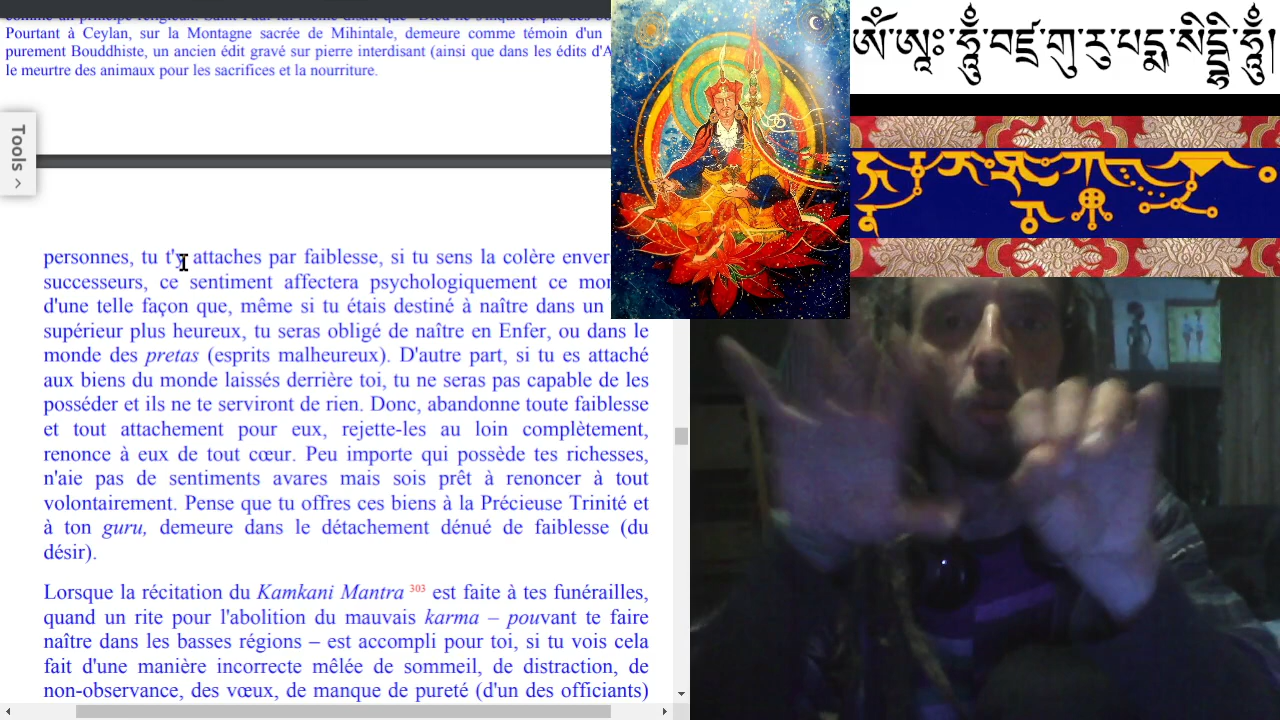 Pourtant à Ceylan, sur la Montagne sacrée de Mihintale, demeure comme témoin d'un
purement Bouddhiste, un ancien édit gravé sur pierre interdisant (ainsi que dans les édits d'A
le meurtre des animaux pour les sacrifices et la nourriture.
Tools
personnes, tu t'y attaches par faiblesse, si tu sens la colère envers
successeurs, ce sentiment affectera psychologiquement ce mo
d'une telle façon que, même si tu étais destiné à naître dans un
supérieur plus heureux, tu seras obligé de naître en Enfer, ou dans le
monde des pretas (esprits malheureux). D'autre part, si tu es attaché
aux biens du monde laissés derrière toi, tu ne seras pas capable de les
posséder et ils ne te serviront de rien. Donc, abandonne toute faiblesse
et tout attachement pour eux, rejette-les au loin complètement,
renonce à eux de tout cœur. Peu importe qui possède tes richesses,
n'aie pas de sentiments avares mais sois prêt à renoncer à tout
volontairement. Pense que tu offres ces biens à la Précieuse Trinité et
à ton guru, demeure dans le détachement dénué de faiblesse (du
désir).
Lorsque la récitation du Kamkani Mantra 303 est faite à tes funérailles,
quand un rite pour l'abolition du mauvais karma – pouvant te faire
naître dans les basses régions – est accompli pour toi, si tu vois cela
fait d'une manière incorrecte mêlée de sommeil, de distraction, de
non-observance, des vœux, de manque de pureté (d'un des officiants)
ཨོཾ་ཨཱཿ་ཧཱུྃ་བཛྲ་གུ་རུ་པདྨ་སིདྡྷི་ཧཱུྃ།